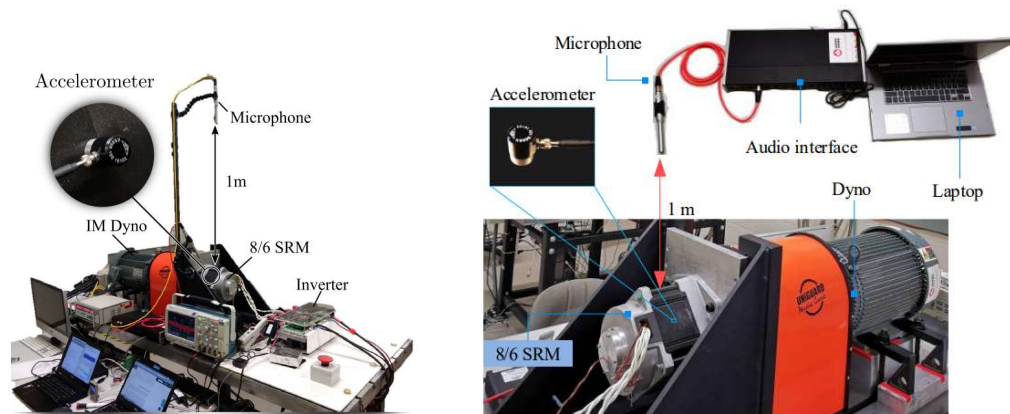 Accelerometer
Microphone
1m
IM Dyno
8/6 SRM
Inverter
Microphone
Accelerometer
Audio interface
Laptop
Dyno
1 m
UNIGUARD
8/6 SRM